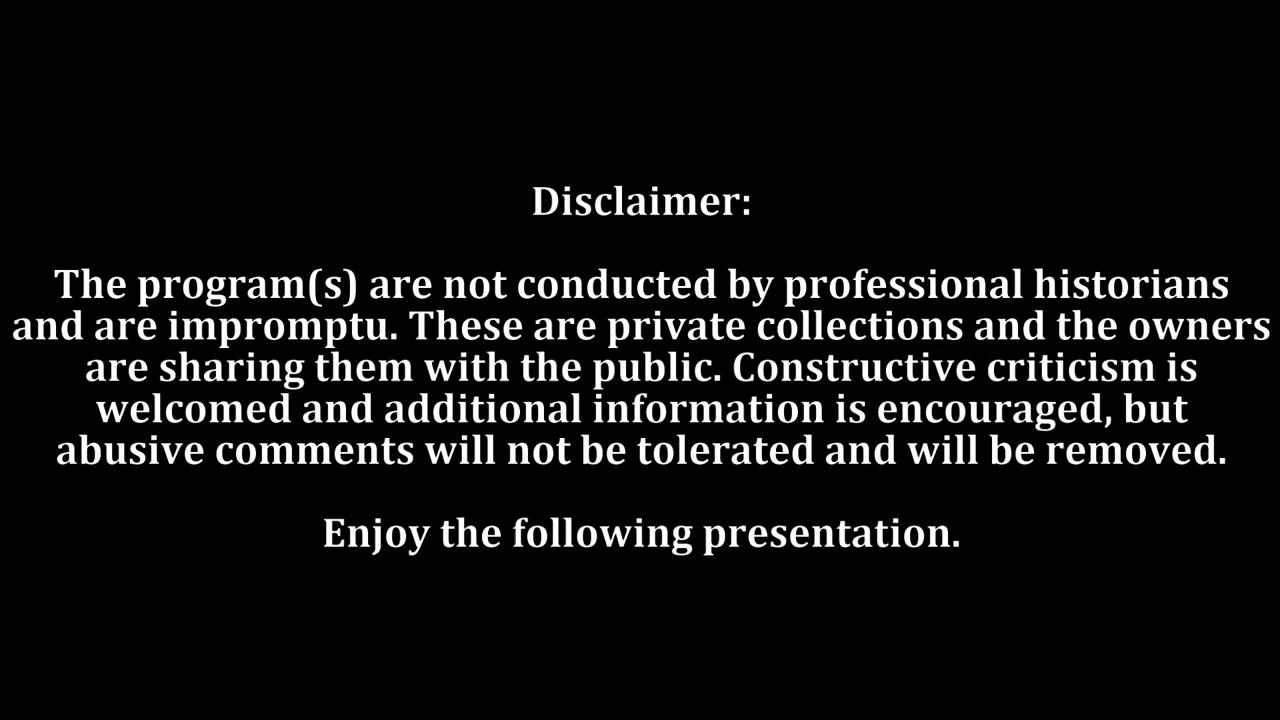 Disclaimer:
The program(s) are not conducted by professional historians
and are impromptu. These are private collections and the owners
are sharing them with the public. Constructive criticism is
welcomed and additional information is encouraged, but
abusive comments will not be tolerated and will be removed.
Enjoy the following presentation.